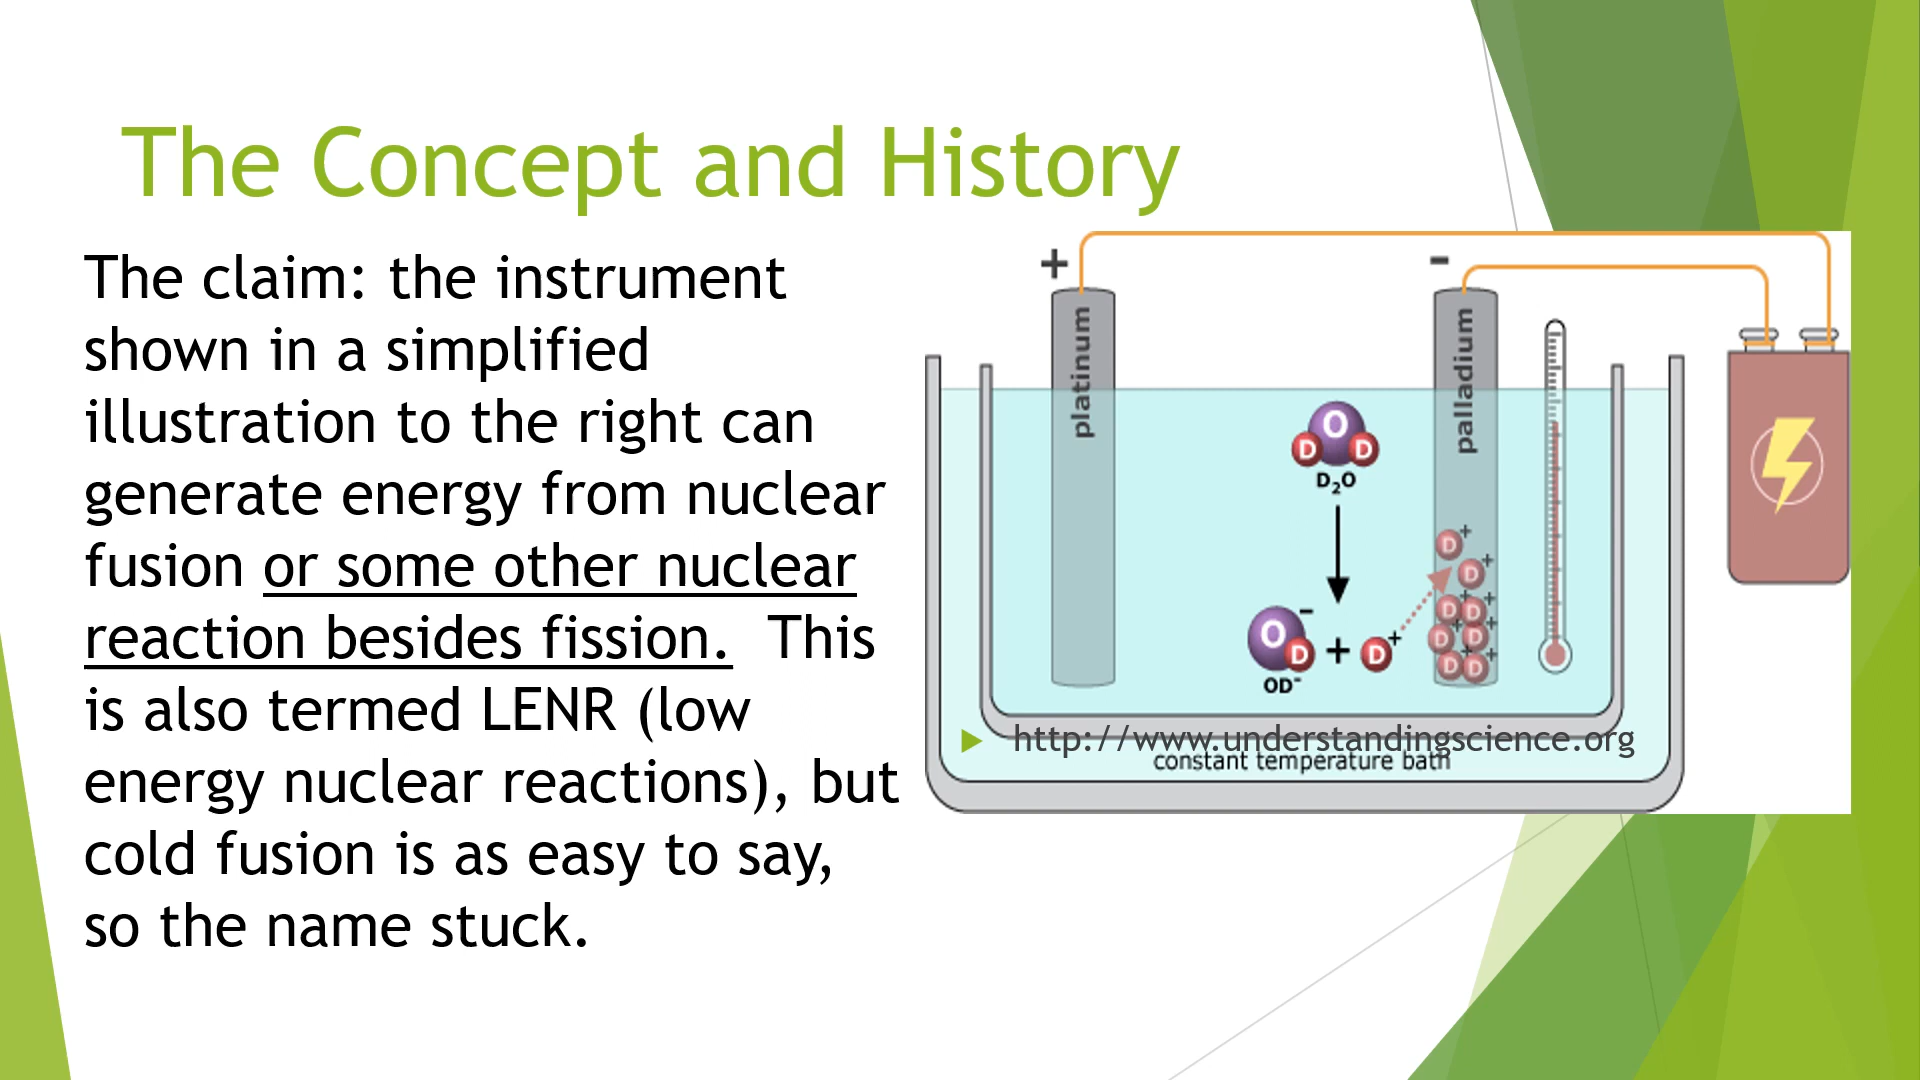 The Concept and History
The claim: the instrument
shown in a simplified
illustration to the right can
generate energy from nuclear
fusion or some other nuclear
reaction besides fission.  This
is also termed LENR (low
energy nuclear reactions), but
cold fusion is as easy to say,
so the name stuck.
+
-
platinum
palladium
O
D D
D₂O
D+
D+
D+ D+
D+ D+
D+ D+
O− D + D+
OD⁻
http://www.understandingscience.org
constant temperature bath